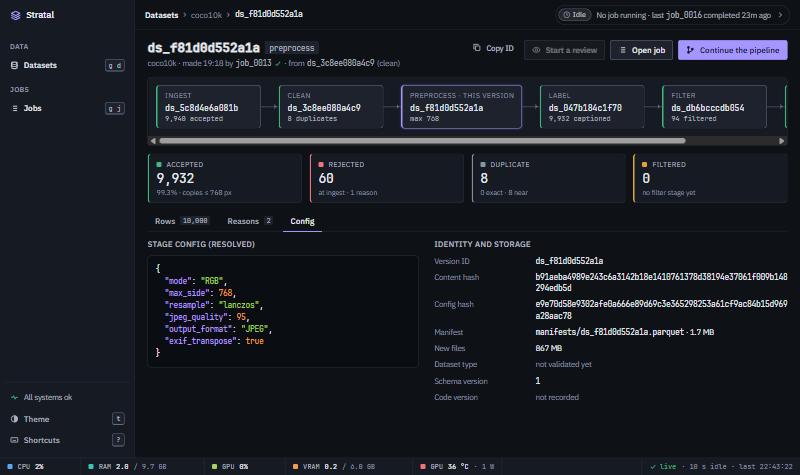 Stratal
Datasets › coco10k › ds_f81d0d552a1a
Idle No job running · last job_0016 completed 23m ago ›
DATA
Datasets g d
JOBS
Jobs g j
ds_f81d0d552a1a preprocess
Copy ID Start a review Open job Continue the pipeline
coco10k · made 19:18 by job_0013 ✓ · from ds_3c8ee080a4c9 (clean)
INGEST
ds_5c8d4e6a081b
9,940 accepted
CLEAN
ds_3c8ee080a4c9
8 duplicates
PREPROCESS · THIS VERSION
ds_f81d0d552a1a
max 768
LABEL
ds_047b184c1f70
9,932 captioned
FILTER
ds_db6bcccdb054
94 filtered
ACCEPTED
9,932
99.3% · copies ≤ 768 px
REJECTED
60
at ingest · 1 reason
DUPLICATE
8
0 exact · 8 near
FILTERED
0
no filter stage yet
Rows 10,000 Reasons 2 Config
STAGE CONFIG (RESOLVED)
{
"mode": "RGB",
"max_side": 768,
"resample": "lanczos",
"jpeg_quality": 95,
"output_format": "JPEG",
"exif_transpose": true
}
IDENTITY AND STORAGE
Version ID ds_f81d0d552a1a
Content hash b91aeba4989e243c6a3142b18e1410761378d38194e37061f009b148
294edb5d
Config hash e9e70d58e9302afe0a666e89d69c3e365298253a61cf9ac84b15d969
a28aac78
Manifest manifests/ds_f81d0d552a1a.parquet · 1.7 MB
New files 867 MB
Dataset type not validated yet
Schema version 1
Code version not recorded
All systems ok
Theme t
Shortcuts ?
CPU 2% RAM 2.0 / 9.7 GB GPU 0% VRAM 0.2 / 6.0 GB GPU 36 °C · 1 W ✓ live · 10 s idle · last 22:43:22